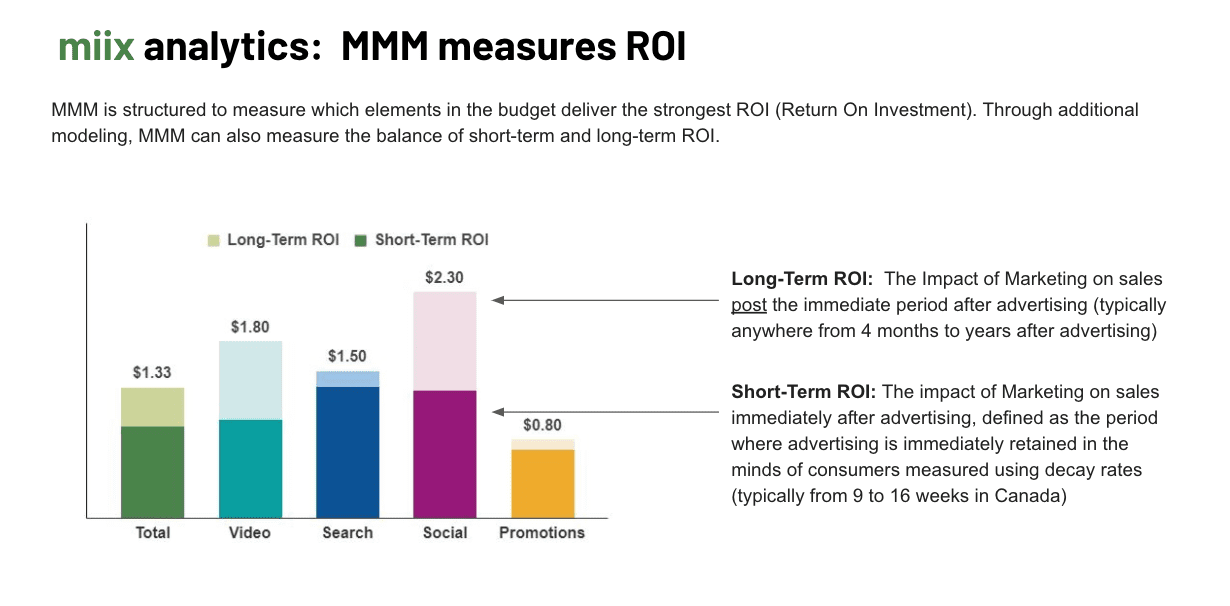 miix analytics:  MMM measures ROI
MMM is structured to measure which elements in the budget deliver the strongest ROI (Return On Investment). Through additional
modeling, MMM can also measure the balance of short-term and long-term ROI.
Long-Term ROI Short-Term ROI
$2.30
$1.80
$1.50
$1.33
$0.80
Total Video Search Social Promotions
Long-Term ROI:  The Impact of Marketing on sales
post the immediate period after advertising (typically
anywhere from 4 months to years after advertising)
Short-Term ROI: The impact of Marketing on sales
immediately after advertising, defined as the period
where advertising is immediately retained in the
minds of consumers measured using decay rates
(typically from 9 to 16 weeks in Canada)